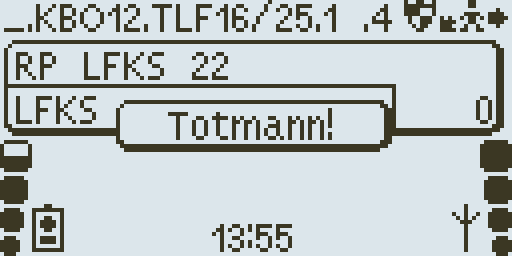 _.KBO12.TLF16/25.1 .4
RP LFKS 22
LFKS 0
Totmann!
13:55